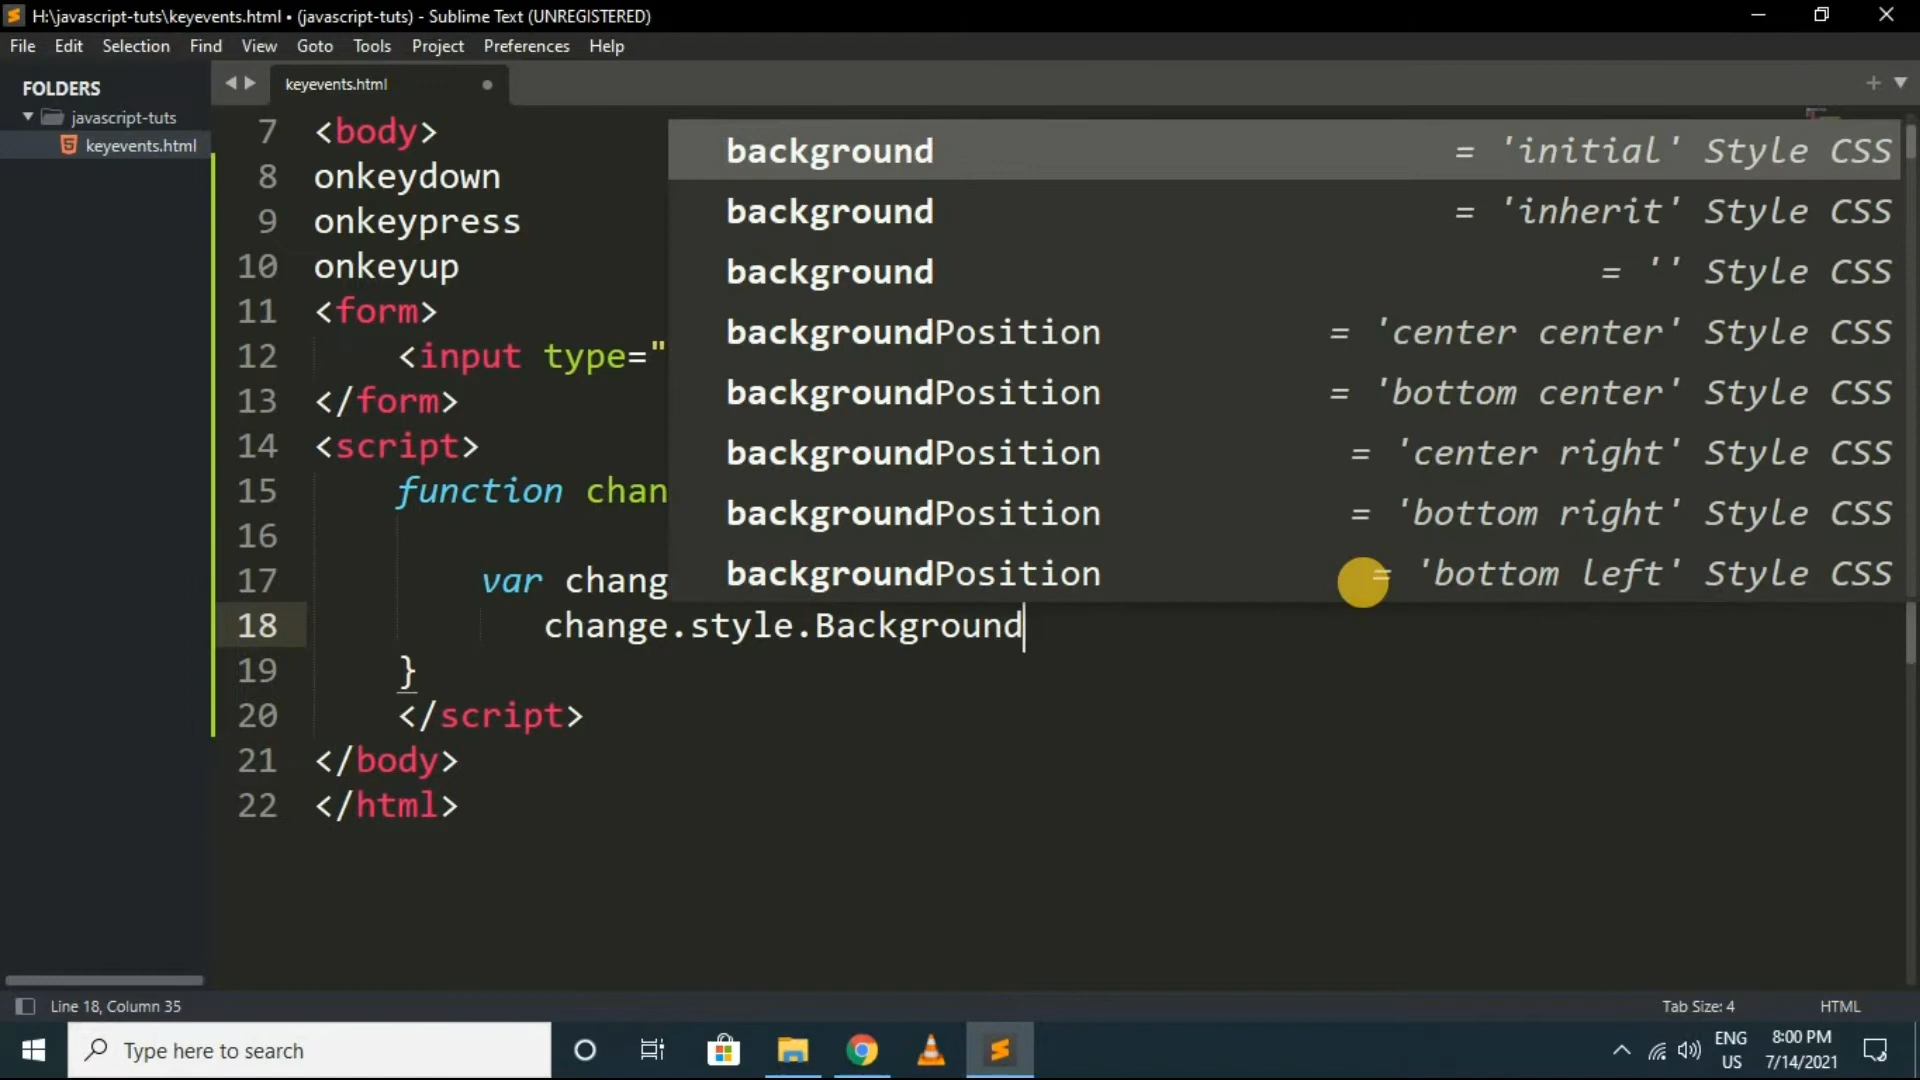 H:\javascript-tuts\keyevents.html • (javascript-tuts) - Sublime Text (UNREGISTERED)
File Edit Selection Find View Goto Tools Project Preferences Help
FOLDERS
javascript-tuts
keyevents.html
keyevents.html
7 <body>
8 onkeydown
9 onkeypress
10 onkeyup
11 <form>
12 <input type="
13 </form>
14 <script>
15 function chan
16
17 var chang
18 change.style.Background
19 }
20 </script>
21 </body>
22 </html>
background = 'initial' Style CSS
background = 'inherit' Style CSS
background = '' Style CSS
backgroundPosition = 'center center' Style CSS
backgroundPosition = 'bottom center' Style CSS
backgroundPosition = 'center right' Style CSS
backgroundPosition = 'bottom right' Style CSS
backgroundPosition = 'bottom left' Style CSS
Line 18, Column 35
Tab Size: 4
HTML
Type here to search
ENG
US
8:00 PM
7/14/2021